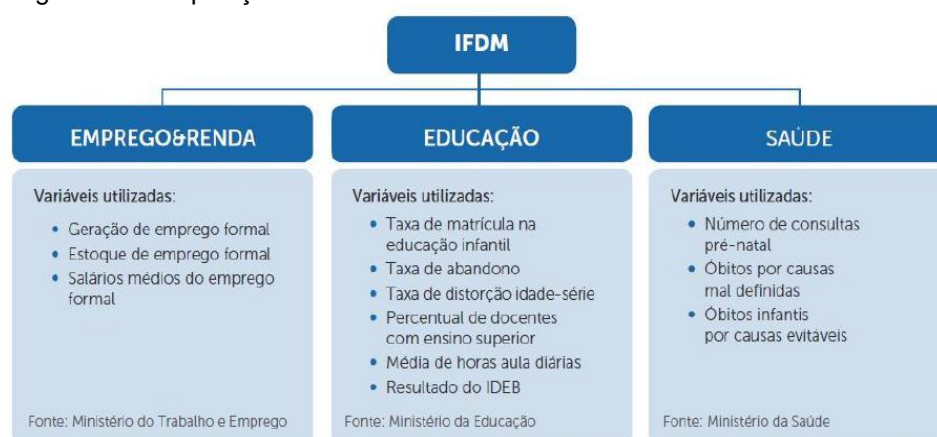 IFDM
EMPREGO&RENDA
Variáveis utilizadas:
• Geração de emprego formal
• Estoque de emprego formal
• Salários médios do emprego
formal
Fonte: Ministério do Trabalho e Emprego
EDUCAÇÃO
Variáveis utilizadas:
• Taxa de matrícula na
educação infantil
• Taxa de abandono
• Taxa de distorção idade-série
• Percentual de docentes
com ensino superior
• Média de horas aula diárias
• Resultado do IDEB
Fonte: Ministério da Educação
SAÚDE
Variáveis utilizadas:
• Número de consultas
pré-natal
• Óbitos por causas
mal definidas
• Óbitos infantis
por causas evitáveis
Fonte: Ministério da Saúde